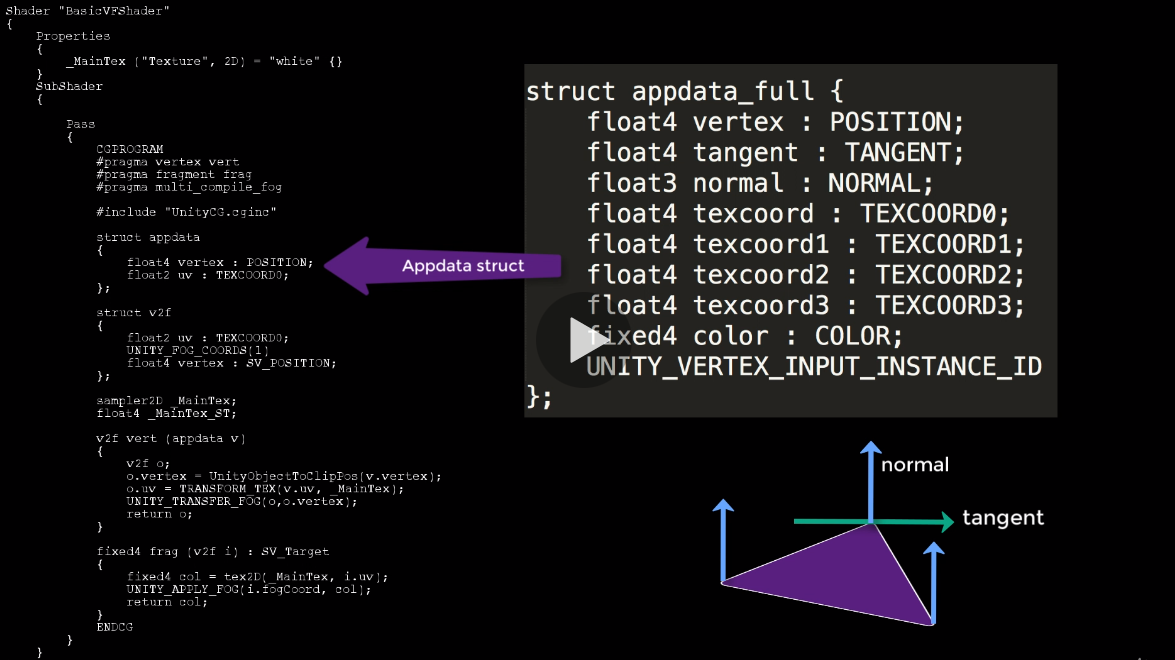 Shader "BasicVFShader"
{
Properties
{
_MainTex ("Texture", 2D) = "white" {}
}
SubShader
{
Pass
{
CGPROGRAM
#pragma vertex vert
#pragma fragment frag
#pragma multi_compile_fog
#include "UnityCG.cginc"
struct appdata
{
float4 vertex : POSITION;
float2 uv : TEXCOORD0;
};
struct v2f
{
float2 uv : TEXCOORD0;
UNITY_FOG_COORDS(1)
float4 vertex : SV_POSITION;
};
sampler2D _MainTex;
float4 _MainTex_ST;
v2f vert (appdata v)
{
v2f o;
o.vertex = UnityObjectToClipPos(v.vertex);
o.uv = TRANSFORM_TEX(v.uv, _MainTex);
UNITY_TRANSFER_FOG(o,o.vertex);
return o;
}
fixed4 frag (v2f i) : SV_Target
{
fixed4 col = tex2D(_MainTex, i.uv);
UNITY_APPLY_FOG(i.fogCoord, col);
return col;
}
ENDCG
}
}
Appdata struct
struct appdata_full {
float4 vertex : POSITION;
float4 tangent : TANGENT;
float3 normal : NORMAL;
float4 texcoord : TEXCOORD0;
float4 texcoord1 : TEXCOORD1;
float4 texcoord2 : TEXCOORD2;
float4 texcoord3 : TEXCOORD3;
fixed4 color : COLOR;
UNITY_VERTEX_INPUT_INSTANCE_ID
};
normal
tangent